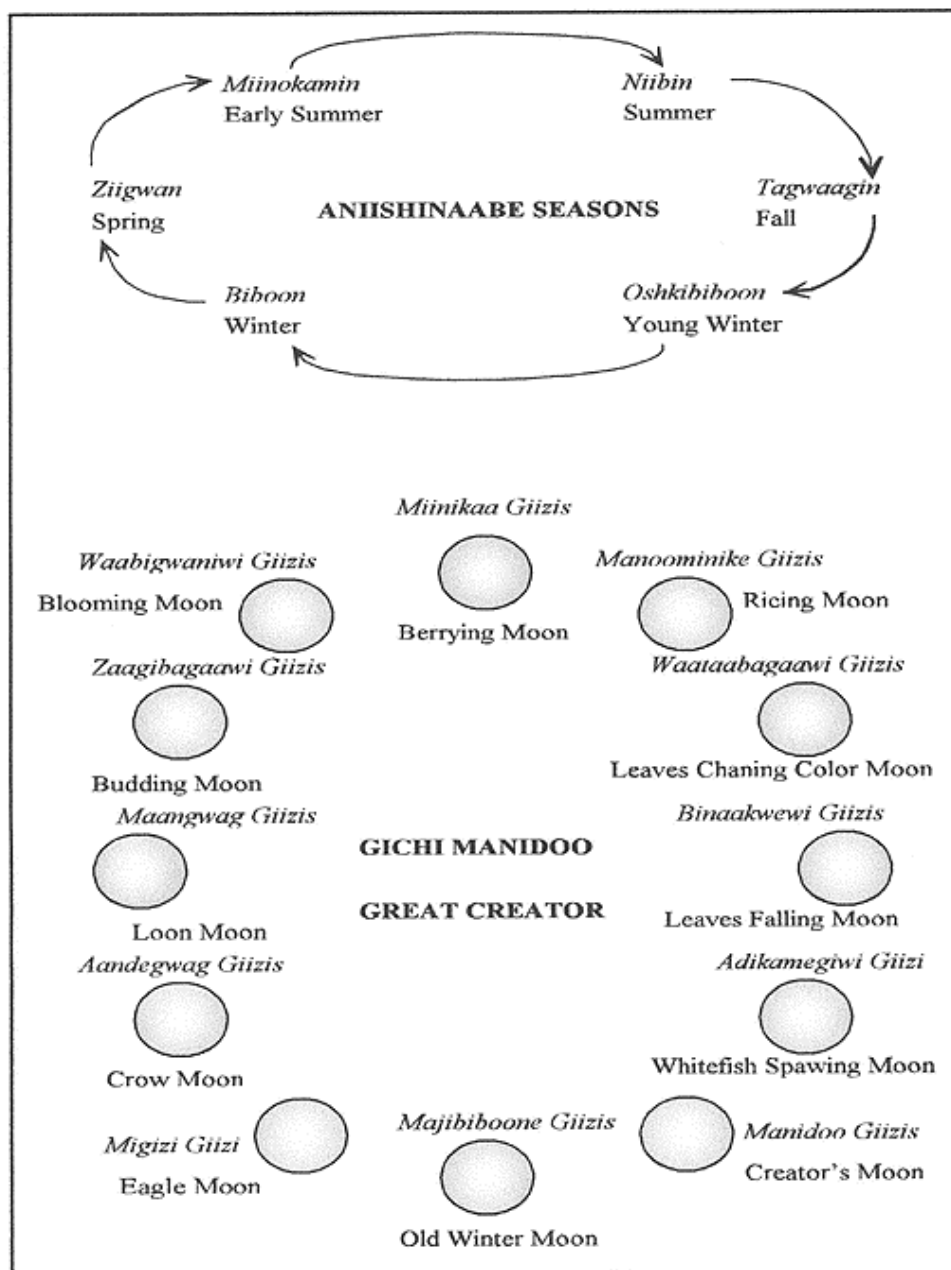 Miinokamin
Early Summer
Niibin
Summer
Ziigwan
Spring
ANIISHINAABE SEASONS
Tagwaagin
Fall
Biboon
Winter
Oshkibiboon
Young Winter
Miinikaa Giizis
Berrying Moon
Waabigwaniwi Giizis
Blooming Moon
Manoominike Giizis
Ricing Moon
Zaagibagaawi Giizis
Budding Moon
Waataabagaawi Giizis
Leaves Chaning Color Moon
Maangwag Giizis
Loon Moon
GICHI MANIDOO
GREAT CREATOR
Binaakwewi Giizis
Leaves Falling Moon
Aandegwag Giizis
Crow Moon
Adikamegiwi Giizi
Whitefish Spawing Moon
Migizi Giizi
Eagle Moon
Majibiboone Giizis
Old Winter Moon
Manidoo Giizis
Creator's Moon